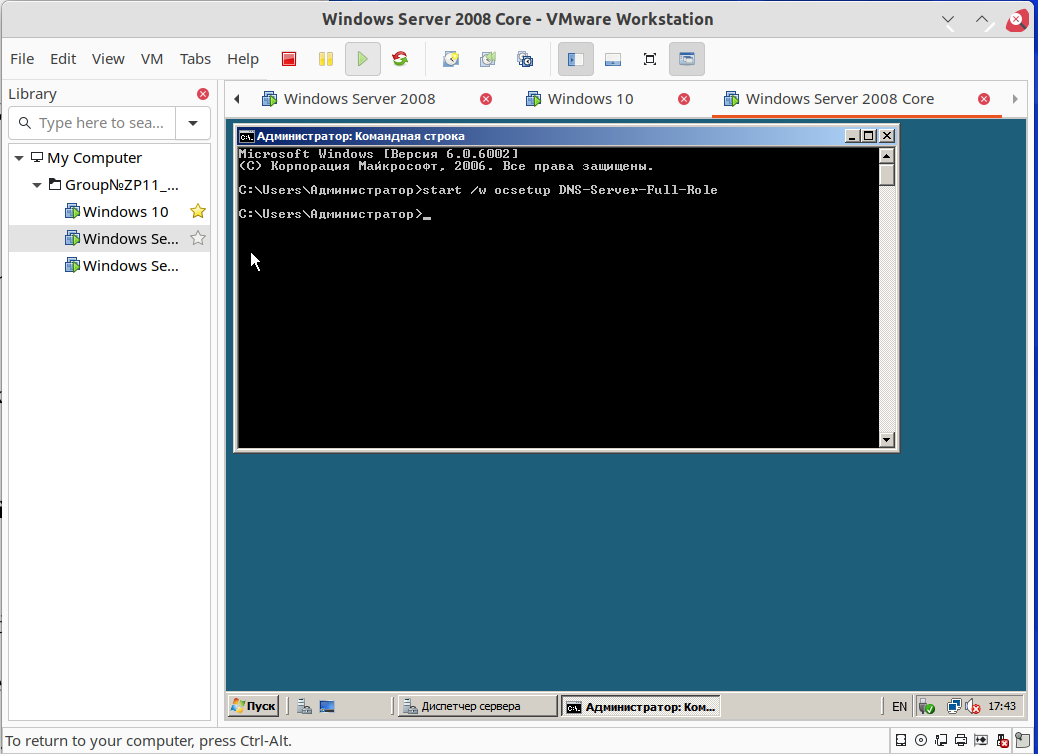 Windows Server 2008 Core - VMware Workstation
File Edit View VM Tabs Help
Library
Windows Server 2008
Windows 10
Windows Server 2008 Core
Type here to sea...
My Computer
Group№ZP11_...
Windows 10
Windows Se...
Windows Se...
Администратор: Командная строка
Microsoft Windows [Версия 6.0.6002]
(C) Корпорация Майкрософт, 2006. Все права защищены.
C:\Users\Администратор>start /w ocsetup DNS-Server-Full-Role
C:\Users\Администратор>_
Пуск
Диспетчер сервера
Администратор: Ком...
EN
17:43
To return to your computer, press Ctrl-Alt.